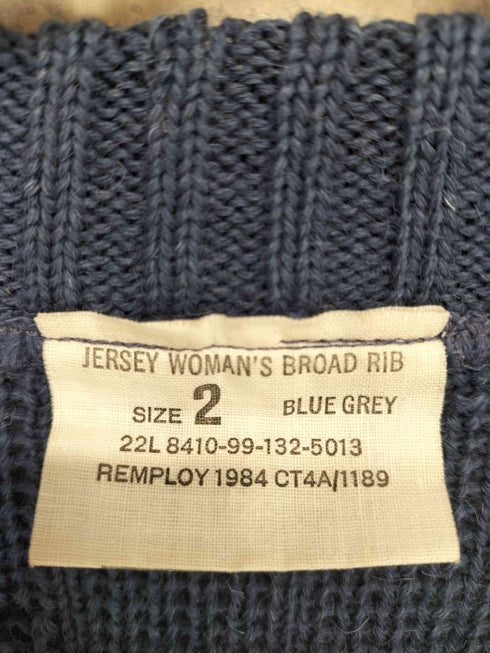 JERSEY WOMAN'S BROAD RIB
SIZE 2 BLUE GREY
22L 8410-99-132-5013
REMPLOY 1984 CT4A/1189